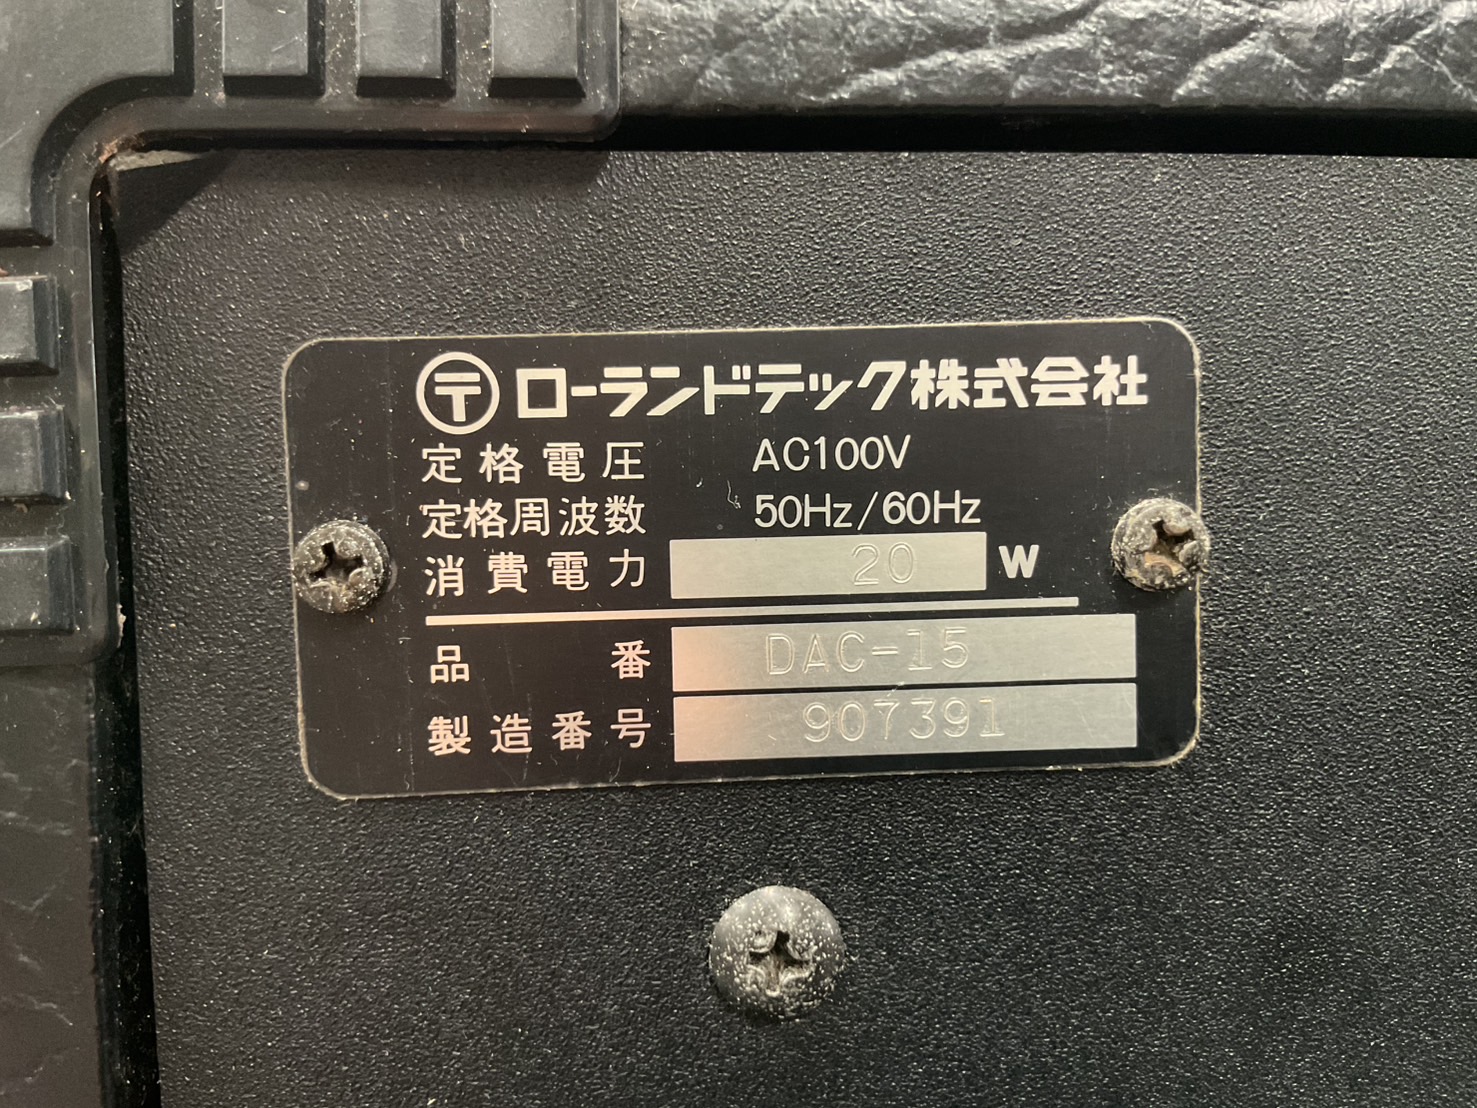 〒 ローランドテック株式会社
定格電圧 AC100V
定格周波数 50Hz/60Hz
消費電力 20 W
品番 DAC-15
製造番号 907391